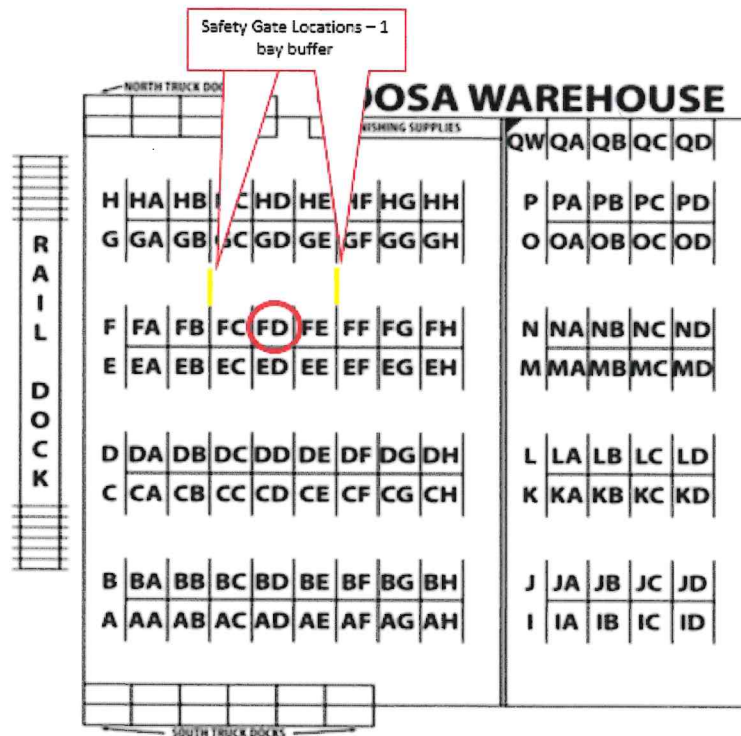 Safety Gate Locations – 1
bay buffer
NORTH TRUCK
OOSA WAREHOUSE
SUPPLIES
QW QA QB QC QD
H HA HB HD HE HF HG HH
P PA PB PC PD
G GA GB GC GD GE GF GG GH
O OA OB OC OD
RAIL DOCK
F FA FB FC FD FE FF FG FH
N NA NB NC ND
E EA EB EC ED EE EF EG EH
M MA MB MC MD
D DA DB DC DD DE DF DG DH
L LA LB LC LD
C CA CB CC CD CE CF CG CH
K KA KB KC KD
B BA BB BC BD BE BF BG BH
J JA JB JC JD
A AA AB AC AD AE AF AG AH
I IA IB IC ID
SOUTH TRUCK DOCKS